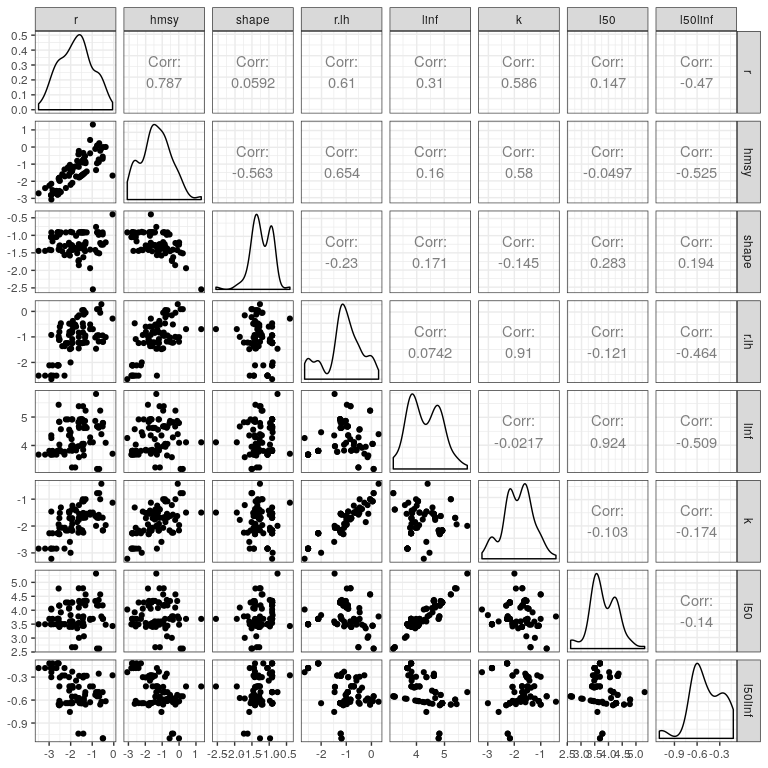 r hmsy shape r.lh linf k l50 l50linf
0.5
0.4
0.3
0.2
0.1
0.0
Corr:
0.787
Corr:
0.0592
Corr:
0.61
Corr:
0.31
Corr:
0.586
Corr:
0.147
Corr:
-0.47
r
1
0
-1
-2
-3
Corr:
-0.563
Corr:
0.654
Corr:
0.16
Corr:
0.58
Corr:
-0.0497
Corr:
-0.525
hmsy
-0.5
-1.0
-1.5
-2.0
-2.5
Corr:
-0.23
Corr:
0.171
Corr:
-0.145
Corr:
0.283
Corr:
0.194
shape
0
-1
-2
Corr:
0.0742
Corr:
0.91
Corr:
-0.121
Corr:
-0.464
r.lh
5
4
Corr:
-0.0217
Corr:
0.924
Corr:
-0.509
linf
-1
-2
-3
Corr:
-0.103
Corr:
-0.174
k
5.0
4.5
4.0
3.5
3.0
2.5
Corr:
-0.14
l50
-0.3
-0.6
-0.9
l50linf
-3 -2 -1 0
-3 -2 -1 0 1
-2.5 -2.0 -1.5 -1.0 -0.5
-2 -1 0
4 5
-3 -2 -1
2.5 3.0 3.5 4.0 4.5 5.0
-0.9 -0.6 -0.3